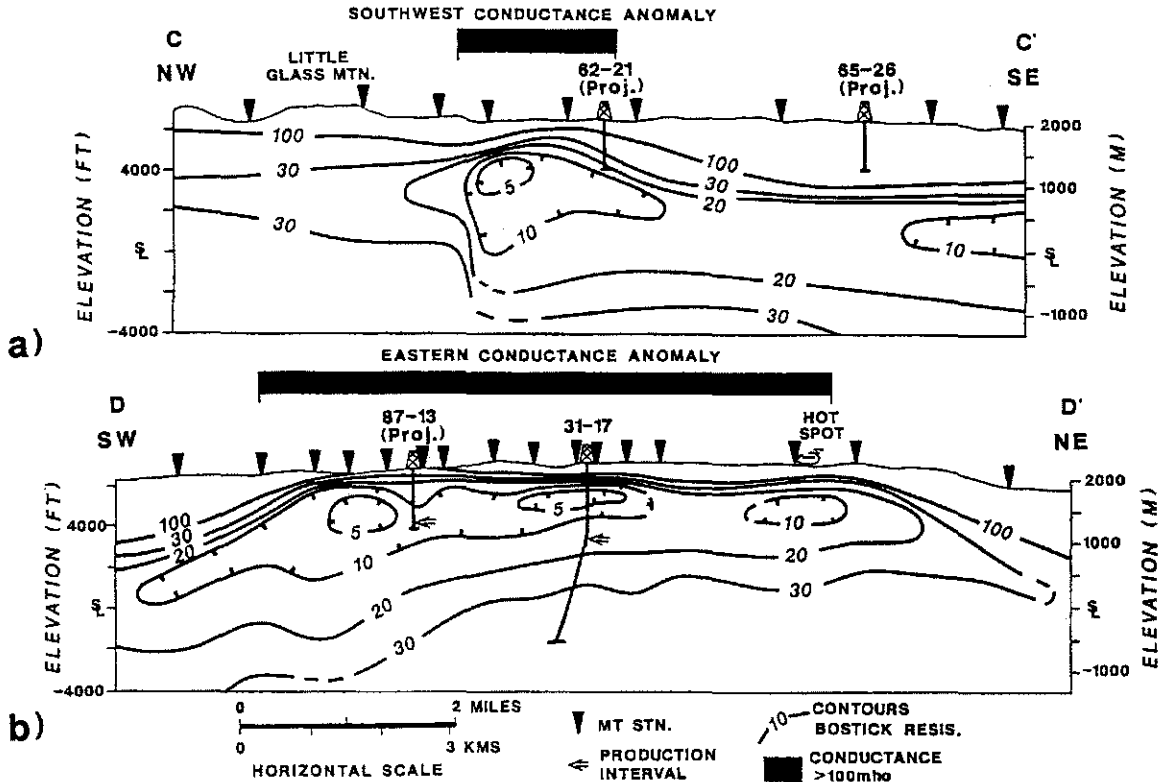 a)
SOUTHWEST CONDUCTANCE ANOMALY
C
NW
LITTLE
GLASS MTN.
62-21
(Proj.)
65-26
(Proj.)
C'
SE
ELEVATION (FT)
4000
SL
-4000
100
30
30
5
10
20
30
100
30
20
10
2000
1000
SL
-1000
ELEVATION (M)
b)
EASTERN CONDUCTANCE ANOMALY
D
SW
87-13
(Proj.)
31-17
HOT
SPOT
D'
NE
ELEVATION (FT)
4000
SL
-4000
100
30
20
5
10
20
30
5
10
20
30
100
2000
1000
SL
-1000
ELEVATION (M)
0 2 MILES
0 3 KMS
HORIZONTAL SCALE
MT STN.
PRODUCTION
INTERVAL
10 CONTOURS
BOSTICK RESIS.
CONDUCTANCE
>100mho